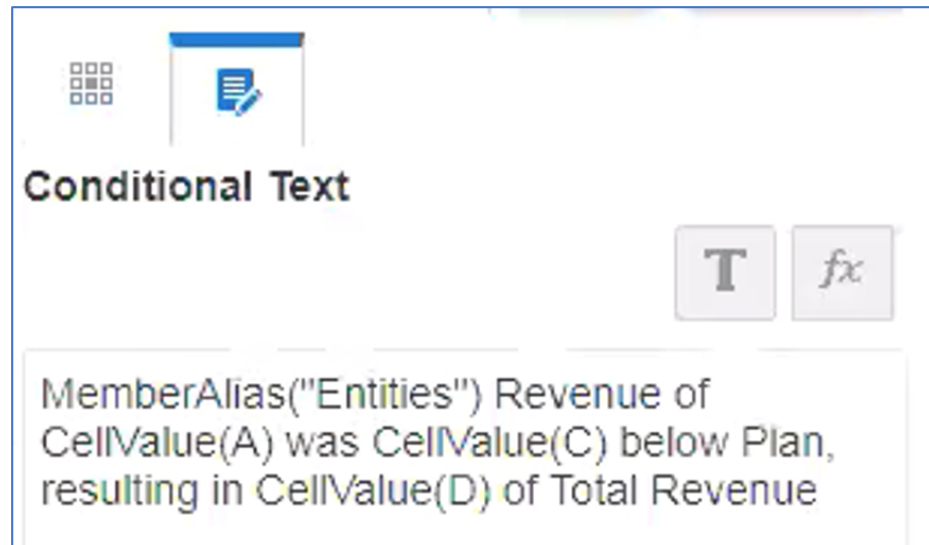 Conditional Text
T
fx
MemberAlias("Entities") Revenue of
CellValue(A) was CellValue(C) below Plan,
resulting in CellValue(D) of Total Revenue